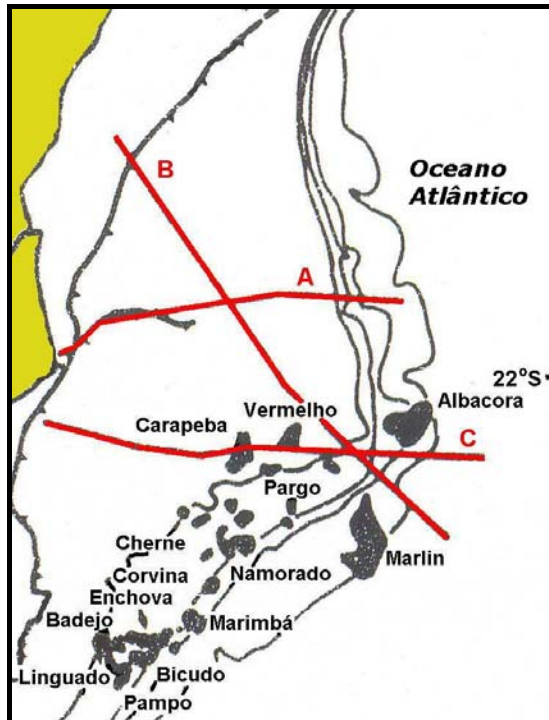 B
Oceano
Atlântico
A
22°S
Albacora
Vermelho
Carapeba
C
Pargo
Cherne
Marlin
Namorado
Corvina
Enchova
Badejo
Marimbá
Linguado
Bicudo
Pampo